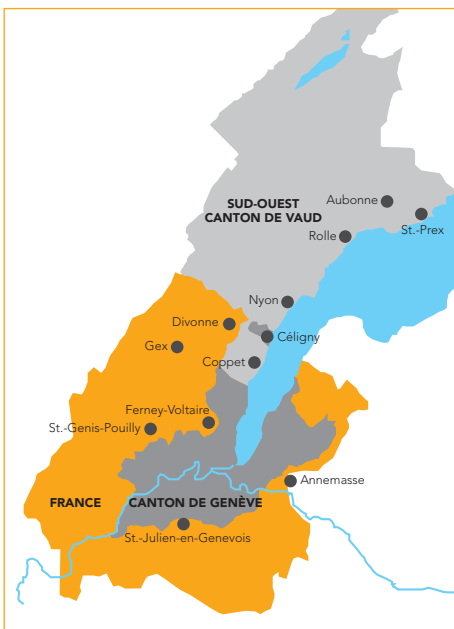 SUD-OUEST
CANTON DE VAUD
Aubonne
St.-Prex
Rolle
Nyon
Divonne
Céligny
Gex
Coppet
Ferney-Voltaire
St.-Genis-Pouilly
Annemasse
FRANCE
CANTON DE GENÈVE
St.-Julien-en-Genevois